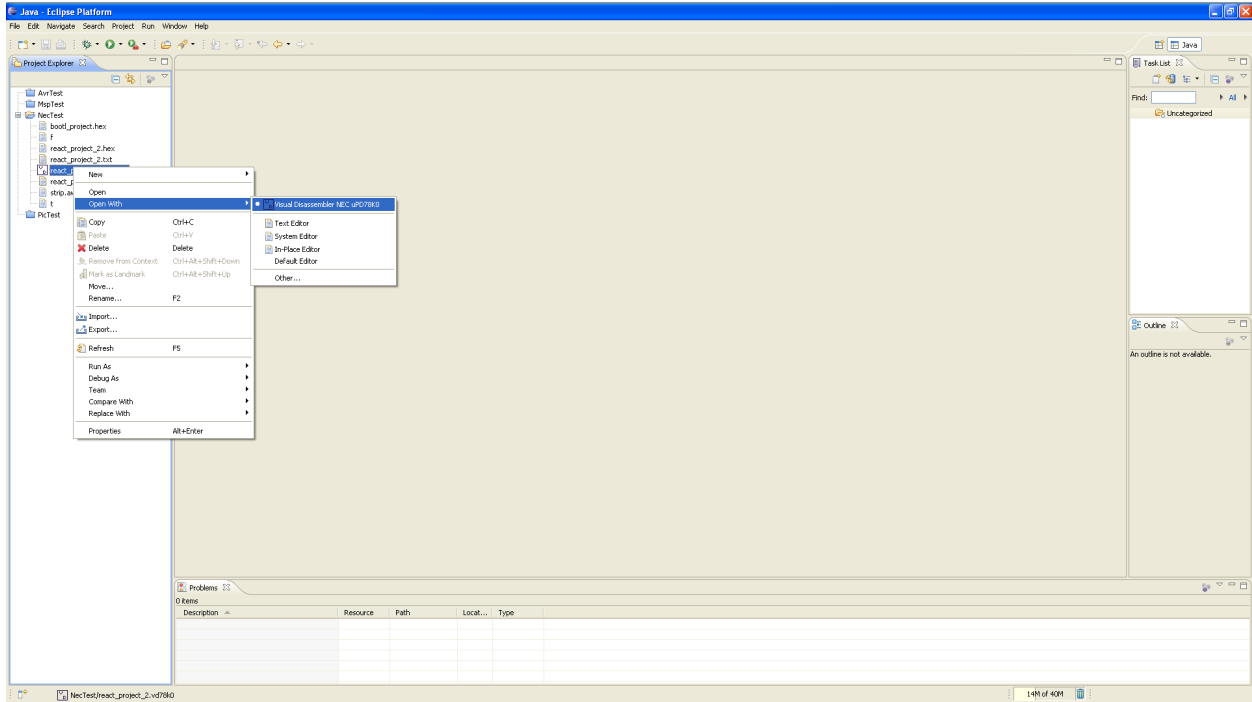 Java - Eclipse Platform
File Edit Navigate Search Project Run Window Help
Java
Project Explorer
AvrTest
MspTest
NecTest
bootl_project.hex
f
react_project_2.hex
react_project_2.txt
react_p
react_p
strip.aw
t
PicTest
New
Open
Open With
Copy Ctrl+C
Paste Ctrl+V
Delete Delete
Remove from Context Ctrl+Alt+Shift+Down
Mark as Landmark Ctrl+Alt+Shift+Up
Move...
Rename... F2
Import...
Export...
Refresh F5
Run As
Debug As
Team
Compare With
Replace With
Properties Alt+Enter
Visual Disassembler NEC uPD78K0
Text Editor
System Editor
In-Place Editor
Default Editor
Other...
Task List
Find: All
Uncategorized
Outline
An outline is not available.
Problems
0 items
Description Resource Path Locat... Type
NecTest/react_project_2.vd78k0
14M of 40M